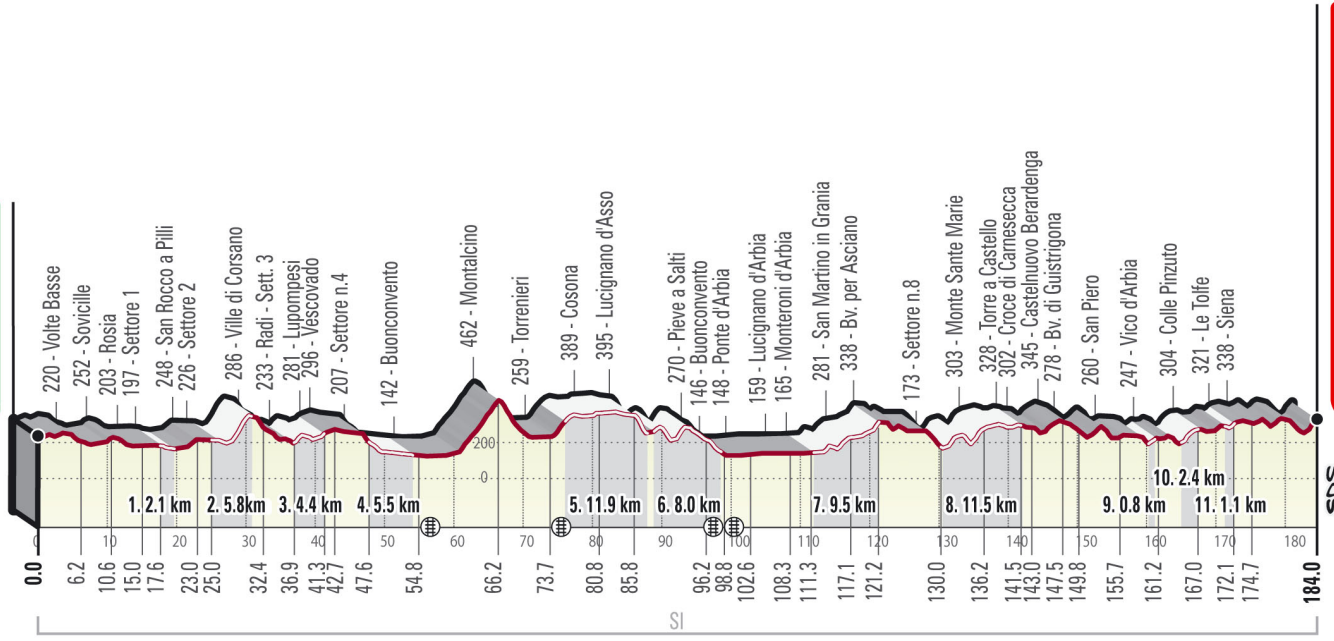 220 - Volte Basse
252 - Sovicille
203 - Rosia
197 - Settore 1
248 - San Rocco a Pilli
226 - Settore 2
286 - Ville di Corsano
233 - Radi - Sett. 3
281 - Lupompesi
296 - Vescovado
207 - Settore n.4
142 - Buonconvento
462 - Montalcino
259 - Torrenieri
389 - Cosona
395 - Lucignano d'Asso
270 - Pieve a Salti
146 - Buonconvento
148 - Ponte d'Arbia
159 - Lucignano d'Arbia
165 - Monteroni d'Arbia
281 - San Martino in Grania
338 - Bv. per Asciano
173 - Settore n.8
303 - Monte Sante Marie
328 - Torre a Castello
302 - Croce di Carnesecca
345 - Castelnuovo Berardenga
278 - Bv. di Guistrigona
260 - San Piero
247 - Vico d'Arbia
304 - Colle Pinzuto
321 - Le Tolfe
338 - Siena
200
0
1. 2.1 km
2. 5.8km
3. 4.4 km
4. 5.5 km
5. 11.9 km
6. 8.0 km
7. 9.5 km
8. 11.5 km
9. 0.8 km
10. 2.4 km
11. 1.1 km
SDS
0 10 20 30 40 50 60 70 80 90 100 110 120 130 140 150 160 170 180
0.0 6.2 10.6 15.0 17.6 23.0 25.0 32.4 36.9 41.3 42.7 47.6 54.8 66.2 73.7 80.8 85.8 96.2 98.8 102.6 108.3 111.3 117.1 121.2 130.0 136.2 141.5 143.0 147.5 149.8 155.7 161.2 167.0 172.1 174.7 184.0
SI